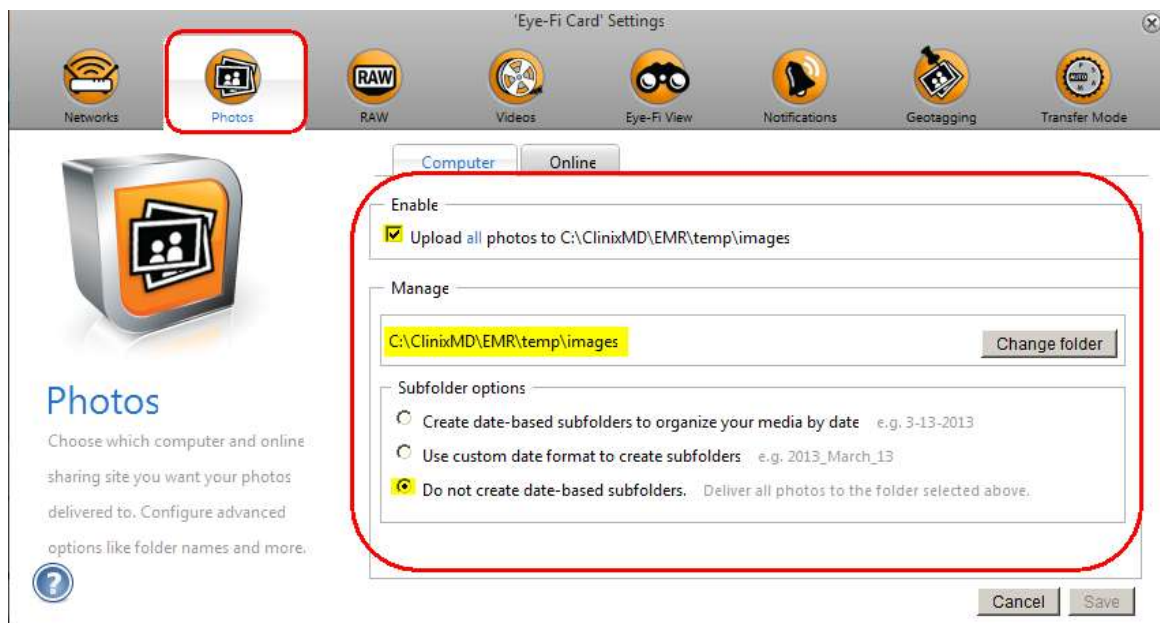 'Eye-Fi Card' Settings
Networks
Photos
RAW
RAW
Videos
Eye-Fi View
Notifications
AUTO
Geotagging
Transfer Mode
Computer
Online
Enable
Upload all photos to C:\ClinixMD\EMR\temp\images
Manage
C:\ClinixMD\EMR\temp\images
Change folder
Subfolder options
Create date-based subfolders to organize your media by date e.g. 3-13-2013
Use custom date format to create subfolders e.g. 2013_March_13
Do not create date-based subfolders. Deliver all photos to the folder selected above.
Photos
Choose which computer and online
sharing site you want your photos
delivered to. Configure advanced
options like folder names and more.
?
Cancel
Save